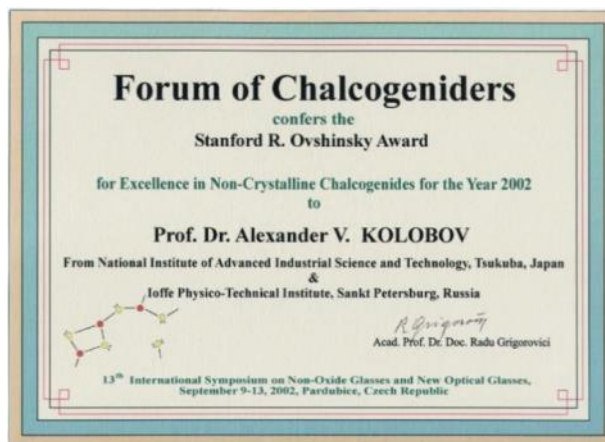 Forum of Chalcogeniders
confers the
Stanford R. Ovshinsky Award
for Excellence in Non-Crystalline Chalcogenides for the Year 2002
to
Prof. Dr. Alexander V. KOLOBOV
From National Institute of Advanced Industrial Science and Technology, Tsukuba, Japan
&
Ioffe Physico-Technical Institute, Sankt Petersburg, Russia
R Grigorovici
Acad. Prof. Dr. Doc. Radu Grigorovici
13th International Symposium on Non-Oxide Glasses and New Optical Glasses,
September 9-13, 2002, Pardubice, Czech Republic